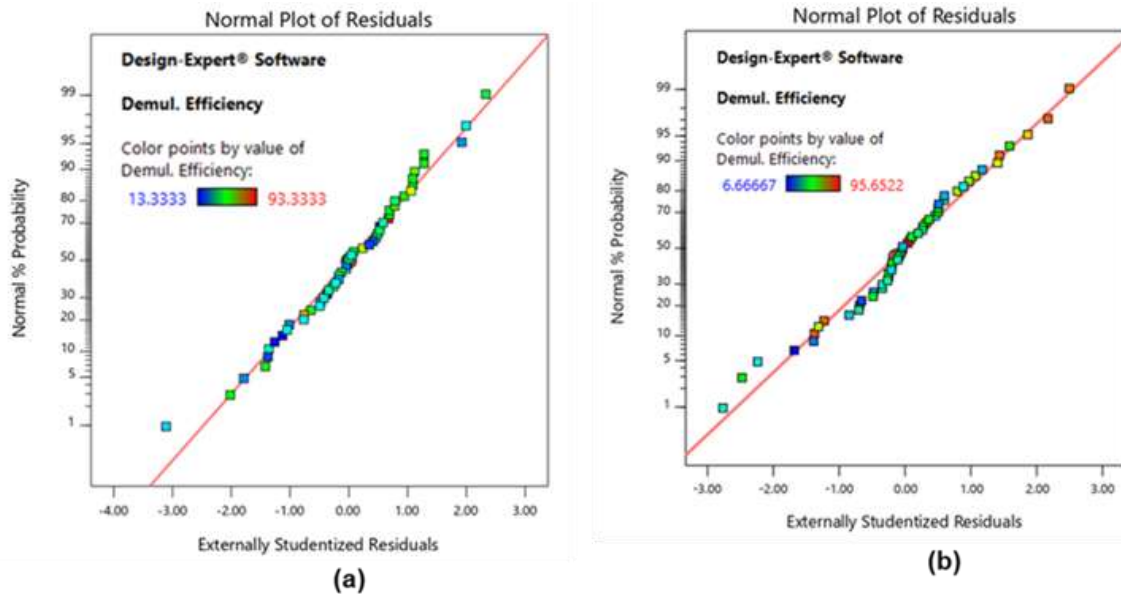 Normal Plot of Residuals
Design-Expert® Software
Demul. Efficiency
Color points by value of
Demul. Efficiency:
13.3333 93.3333
Normal % Probability
99
95
90
80
70
50
30
20
10
5
1
-4.00 -3.00 -2.00 -1.00 0.00 1.00 2.00 3.00
Externally Studentized Residuals
(a)
Normal Plot of Residuals
Design-Expert® Software
Demul. Efficiency
Color points by value of
Demul. Efficiency:
6.66667 95.6522
Normal % Probability
99
95
90
80
70
50
30
20
10
5
1
-3.00 -2.00 -1.00 0.00 1.00 2.00 3.00
Externally Studentized Residuals
(b)